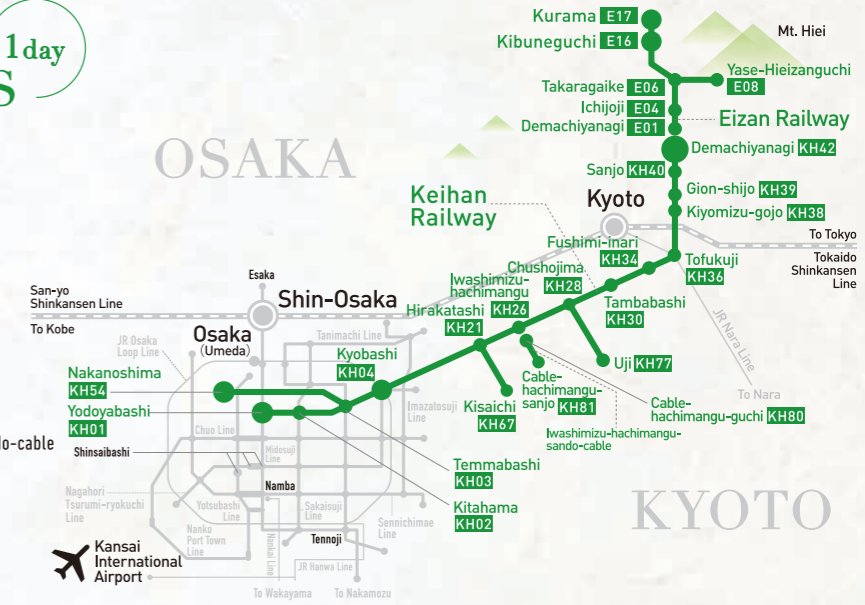 1day
S
OSAKA
KYOTO
Kurama E17
Kibuneguchi E16
Mt. Hiei
Yase-Hieizanguchi
E08
Takaragaike E06
Ichijoji E04
Demachiyanagi E01
Eizan Railway
Demachiyanagi KH42
Sanjo KH40
Gion-shijo KH39
Kiyomizu-gojo KH38
Keihan
Railway
Kyoto
To Tokyo
Tokaido
Shinkansen
Line
Fushimi-inari
KH34
Tofukuji
KH36
Chushojima
KH28
Tambabashi
KH30
Iwashimizu-
hachimangu
KH26
Hirakatashi
KH21
Uji KH77
JR Nara Line
To Nara
Cable-
hachimangu-
sanjo KH81
Cable-
hachimangu-guchi KH80
Iwashimizu-hachimangu-
sando-cable
Kisaichi
KH67
San-yo
Shinkansen Line
To Kobe
Esaka
Shin-Osaka
JR Osaka
Loop Line
Osaka
(Umeda)
Tanimachi Line
Kyobashi
KH04
Nakanoshima
KH54
Yodoyabashi
KH01
do-cable
Imazatosuji
Line
Chuo Line
Shinsaibashi
Midosuji
Line
Temmabashi
KH03
Kitahama
KH02
Nagahori
Tsurumi-ryokuchi
Line
Namba
Yotsubashi
Line
Sakaisuji
Line
Sennichimae
Line
Nanko
Port Town
Line
Nankai Line
Tennoji
JR Hanwa Line
Kansai
International
Airport
To Wakayama
To Nakamozu